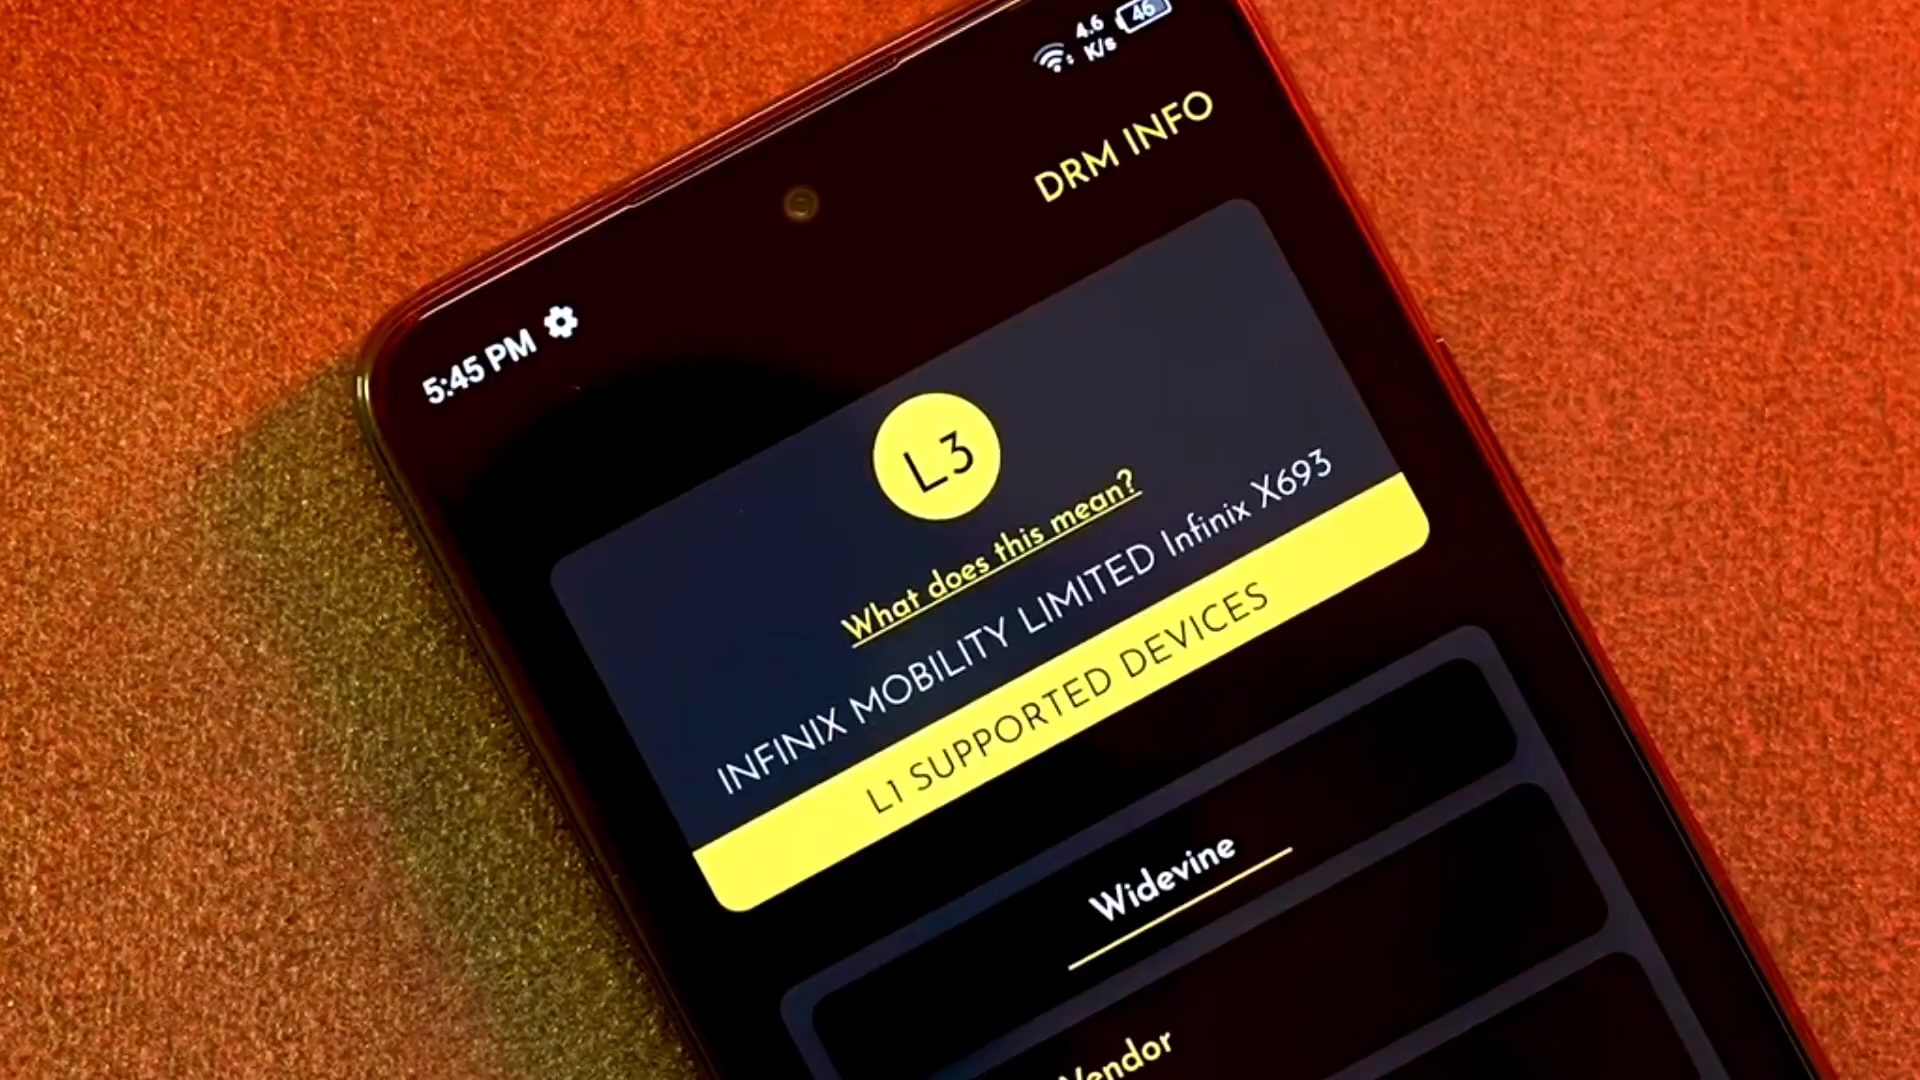 5:45 PM
4.6
K/s
46
DRM INFO
L3
What does this mean?
INFINIX MOBILITY LIMITED Infinix X693
L1 SUPPORTED DEVICES
Widevine
Vendor